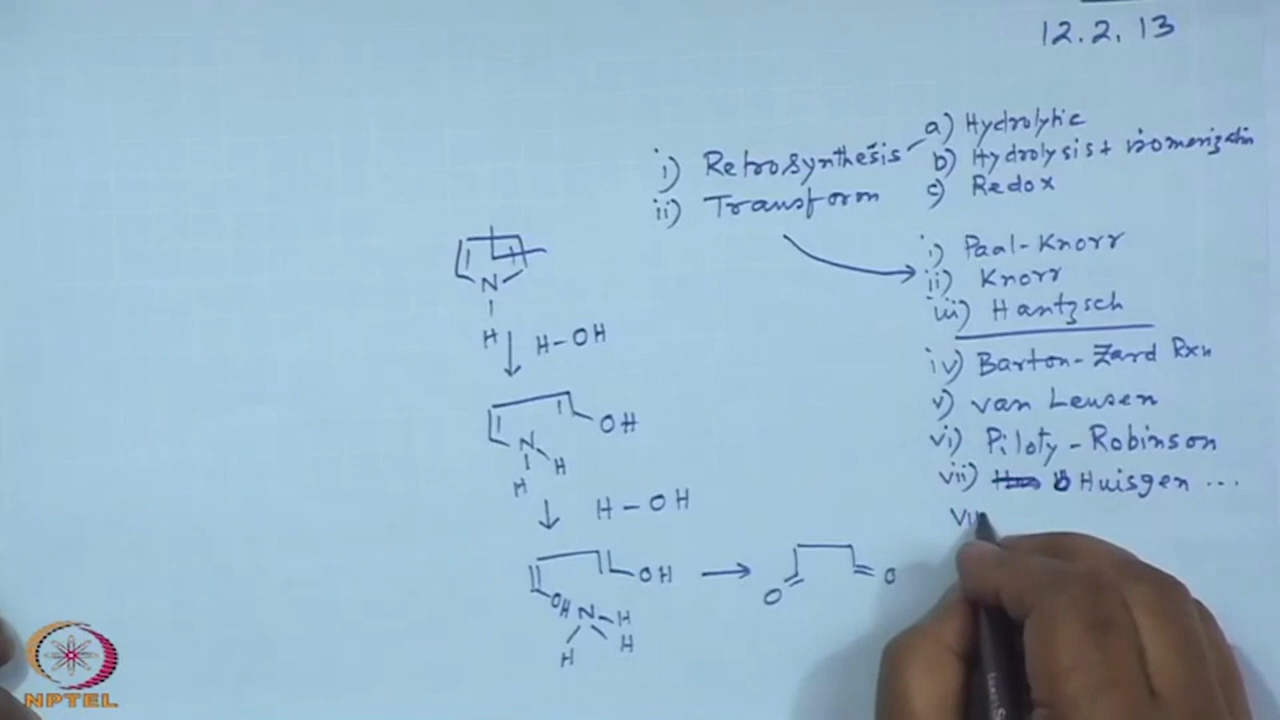 12.2.13
i) Retrosynthesis
a) Hydrolytic
b) Hydrolysis + isomerization
c) Redox
ii) Transform
i) Paal-Knorr
ii) Knorr
iii) Hantzsch
iv) Barton-Zard Rxn
v) van Leusen
vi) Piloty-Robinson
vii) Huisgen ...
vii
N
H
H-OH
OH
N
H
H
H-OH
OH
OH
N
H
H
H
O
O
NPTEL